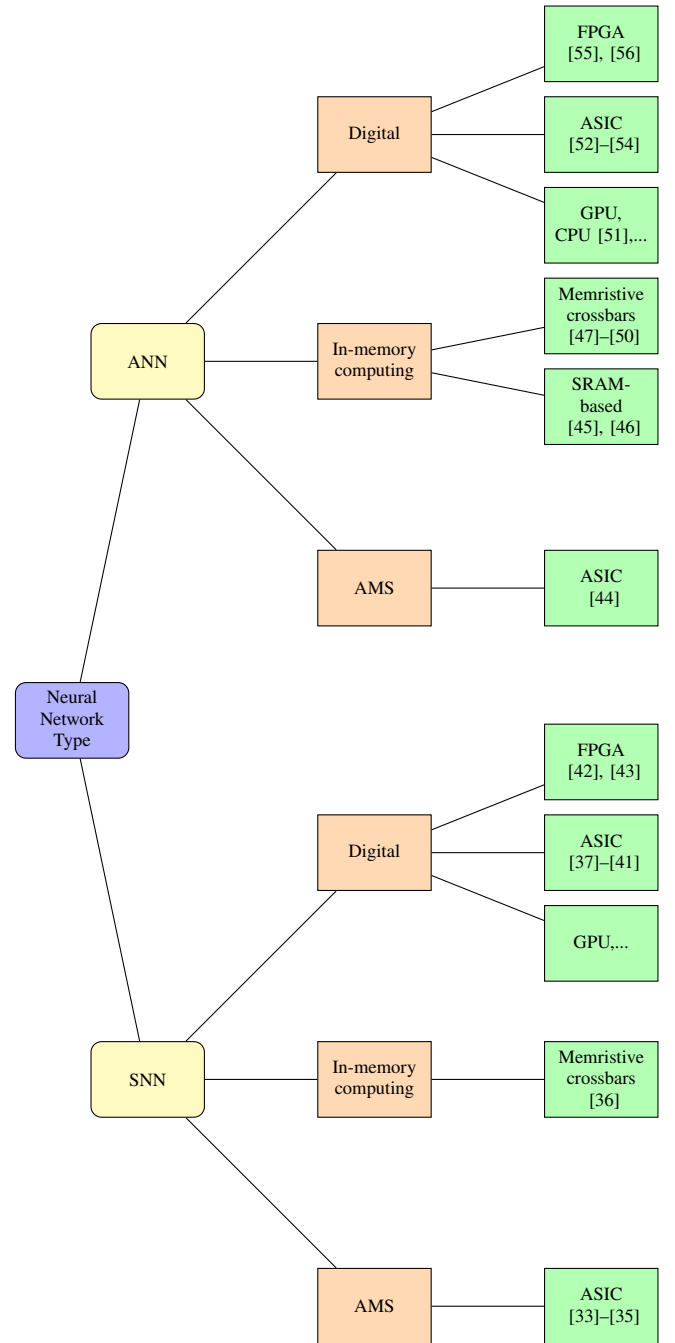 FPGA
[55], [56]
Digital
ASIC
[52]–[54]
GPU,
CPU [51],...
ANN
In-memory
computing
Memristive
crossbars
[47]–[50]
SRAM-
based
[45], [46]
AMS
ASIC
[44]
Neural
Network
Type
FPGA
[42], [43]
Digital
ASIC
[37]–[41]
GPU,...
SNN
In-memory
computing
Memristive
crossbars
[36]
AMS
ASIC
[33]–[35]